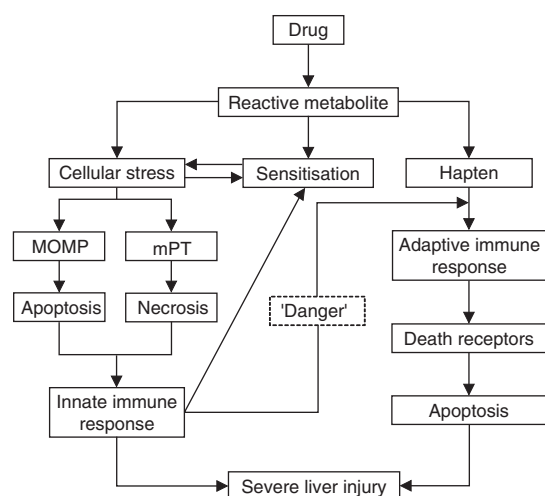 Drug
Reactive metabolite
Cellular stress
Sensitisation
Hapten
MOMP
mPT
Adaptive immune
response
Apoptosis
Necrosis
'Danger'
Death receptors
Innate immune
response
Apoptosis
Severe liver injury